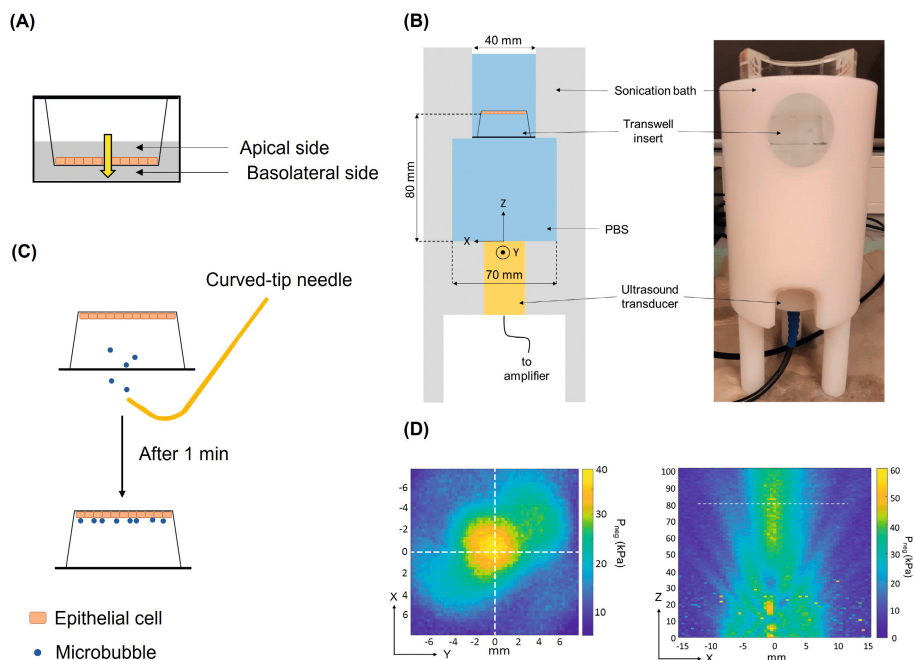 (A)
Apical side
Basolateral side
(B)
40 mm
80 mm
Z
X
Y
70 mm
to
amplifier
Sonication bath
Transwell
insert
PBS
Ultrasound
transducer
(C)
Curved-tip needle
After 1 min
Epithelial cell
Microbubble
(D)
-6
-4
-2
0
2
4
6
X
Y
-6 -4 -2 0 2 4 6
mm
40
30
20
10
Pneg (kPa)
100
90
80
70
60
50
40
30
20
10
0
Z
X
-15 -10 -5 0 5 10 15
mm
60
50
40
30
20
10
0
Pneg (kPa)